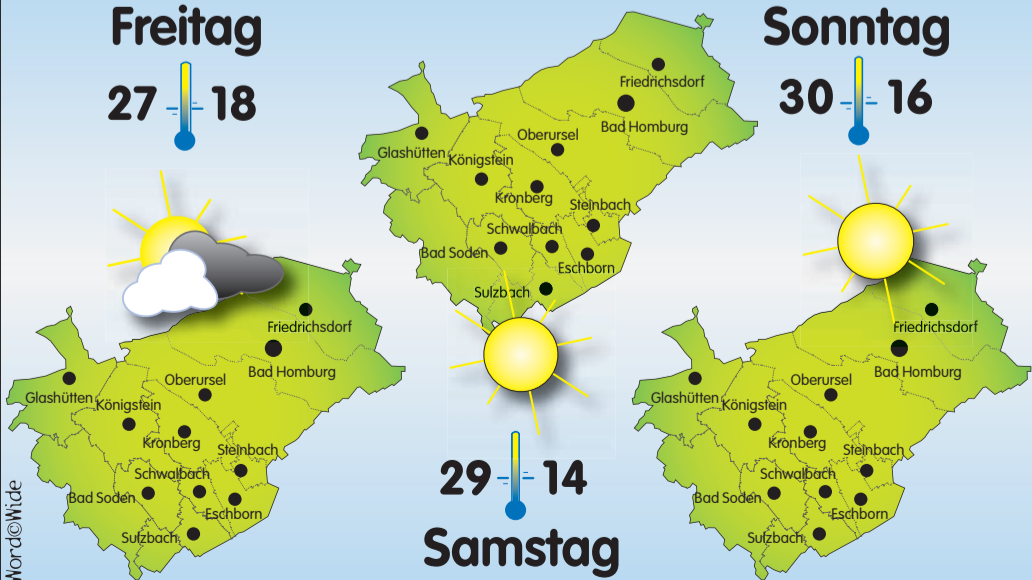 Freitag
27 18
Friedrichsdorf
Bad Homburg
Oberursel
Glashütten
Königstein
Kronberg
Steinbach
Schwalbach
Bad Soden
Eschborn
Sulzbach
Friedrichsdorf
Bad Homburg
Oberursel
Glashütten
Königstein
Kronberg
Steinbach
Schwalbach
Bad Soden
Eschborn
Sulzbach
29 14
Samstag
Sonntag
30 16
Friedrichsdorf
Bad Homburg
Oberursel
Glashütten
Königstein
Kronberg
Steinbach
Schwalbach
Bad Soden
Eschborn
Sulzbach
Word©Wide